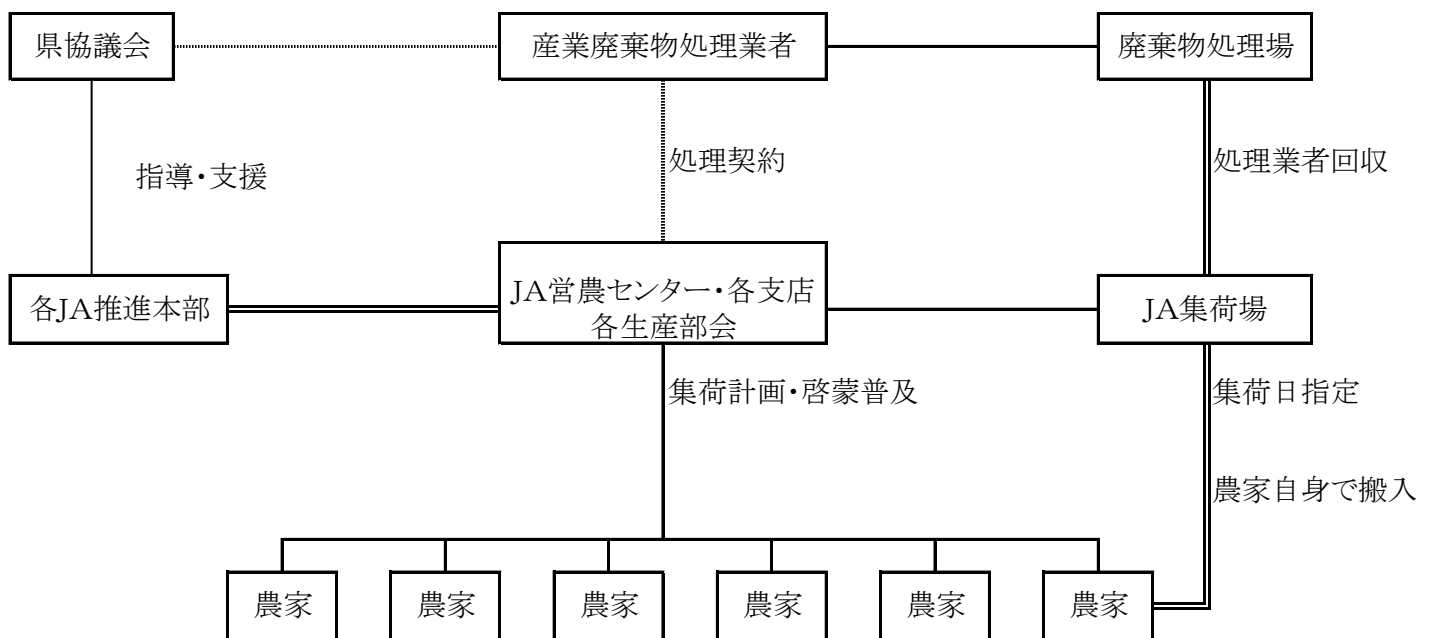 県協議会
産業廃棄物処理業者
廃棄物処理場
指導・支援
処理契約
処理業者回収
各JA推進本部
JA営農センター・各支店
各生産部会
JA集荷場
集荷計画・啓蒙普及
集荷日指定
農家自身で搬入
農家
農家
農家
農家
農家
農家